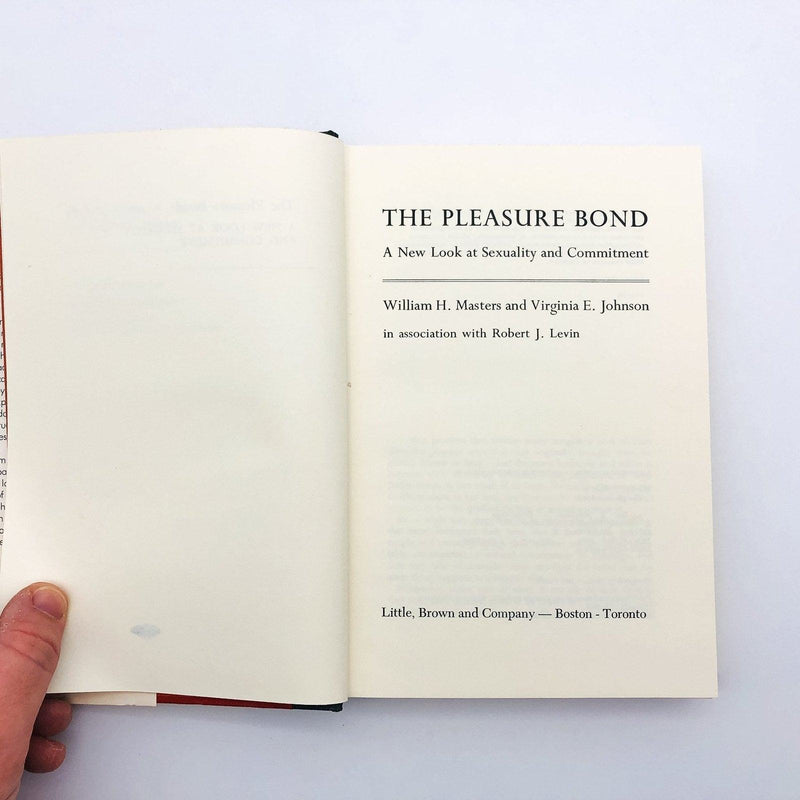 THE PLEASURE BOND
A New Look at Sexuality and Commitment
William H. Masters and Virginia E. Johnson
in association with Robert J. Levin
Little, Brown and Company — Boston - Toronto